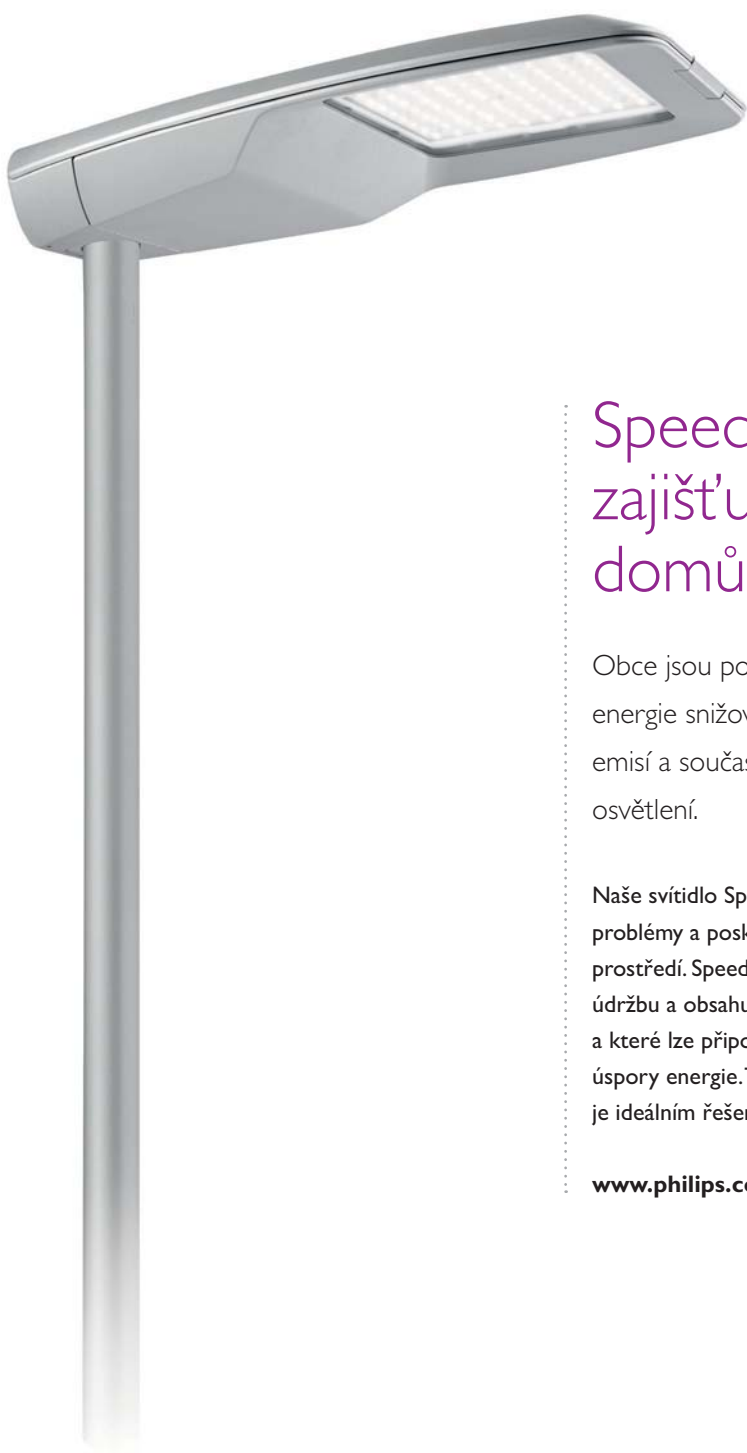 Speed
zajišťu
domů
Obce jsou po
energie snižov
emisí a součas
osvětlení.
Naše svítidlo Sp
problémy a posk
prostředí. Speed
údržbu a obsahu
a které lze připo
úspory energie. T
je ideálním řešen
www.philips.co